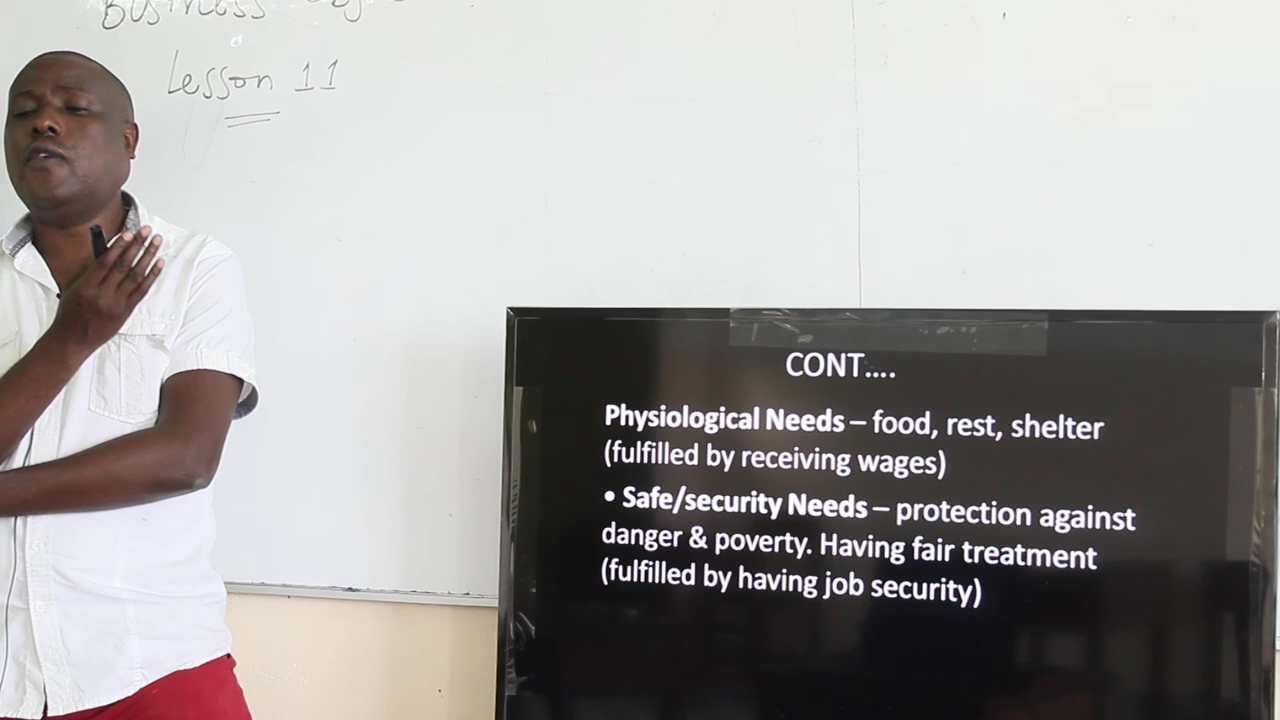 Business
Lesson 11
CONT....
Physiological Needs – food, rest, shelter
(fulfilled by receiving wages)
• Safe/security Needs – protection against
danger & poverty. Having fair treatment
(fulfilled by having job security)